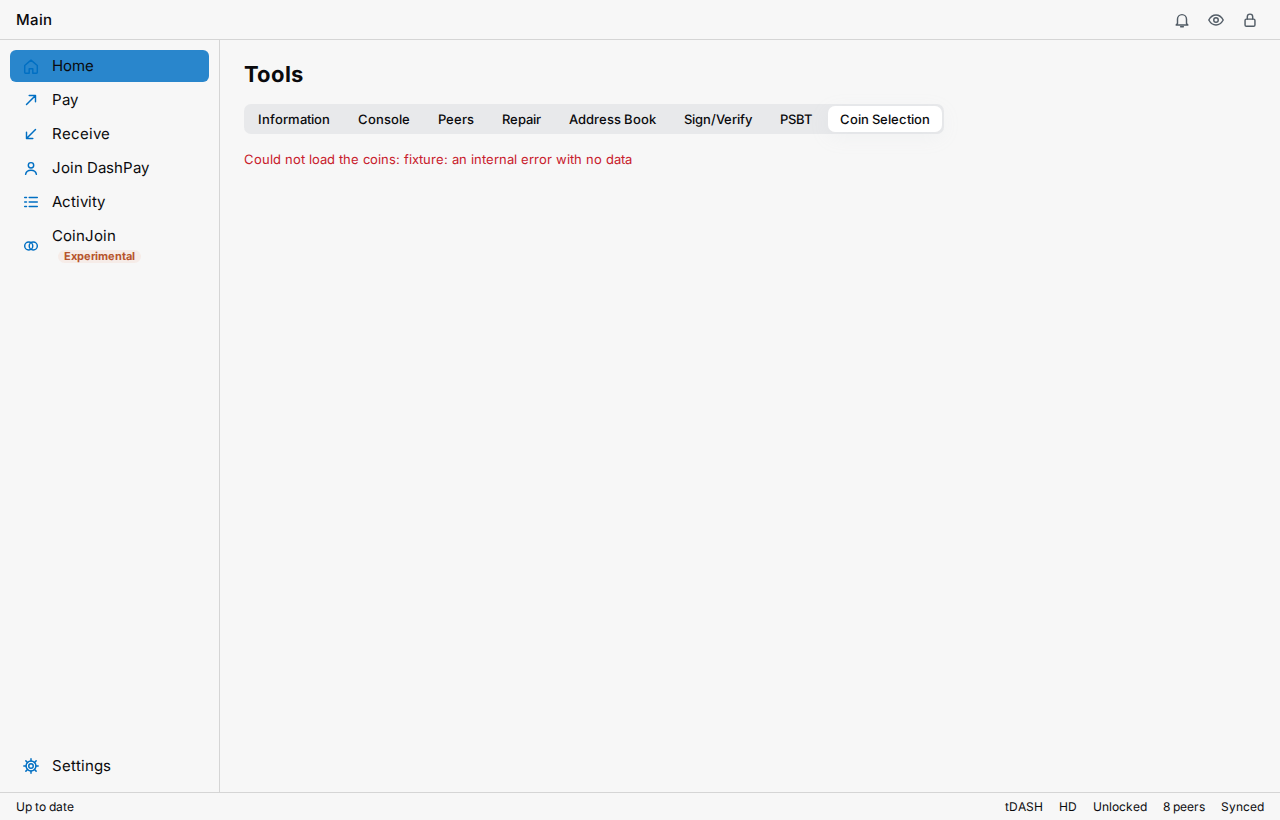 Main
Home
Pay
Receive
Join DashPay
Activity
CoinJoin
Experimental
Settings
Tools
Information Console Peers Repair Address Book Sign/Verify PSBT Coin Selection
Could not load the coins: fixture: an internal error with no data
Up to date tDASH HD Unlocked 8 peers Synced